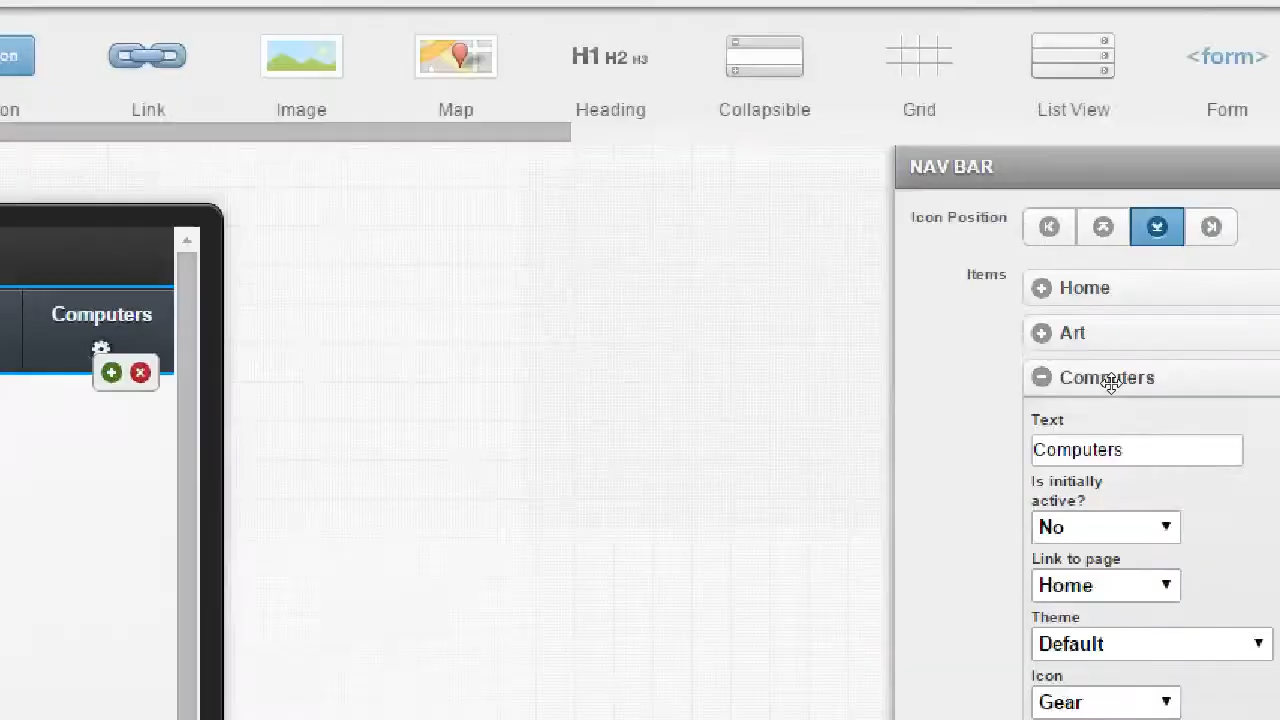 on
H1 H2 H3
<form>
on
Link
Image
Map
Heading
Collapsible
Grid
List View
Form
NAV BAR
Icon Position
Items
Home
Art
Computers
Computers
Text
Computers
Is initially
active?
No
Link to page
Home
Theme
Default
Icon
Gear